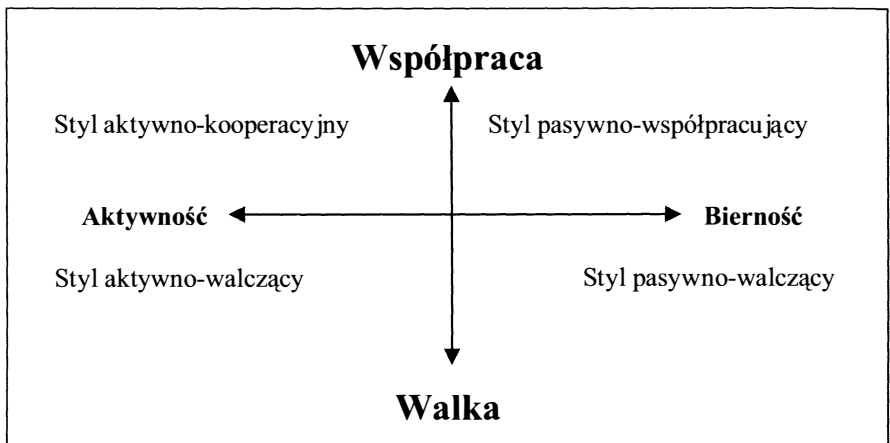 Współpraca
Styl aktywno-kooperacyjny Styl pasywno-współpracujący
Aktywność Bierność
Styl aktywno-walczący Styl pasywno-walczący
Walka